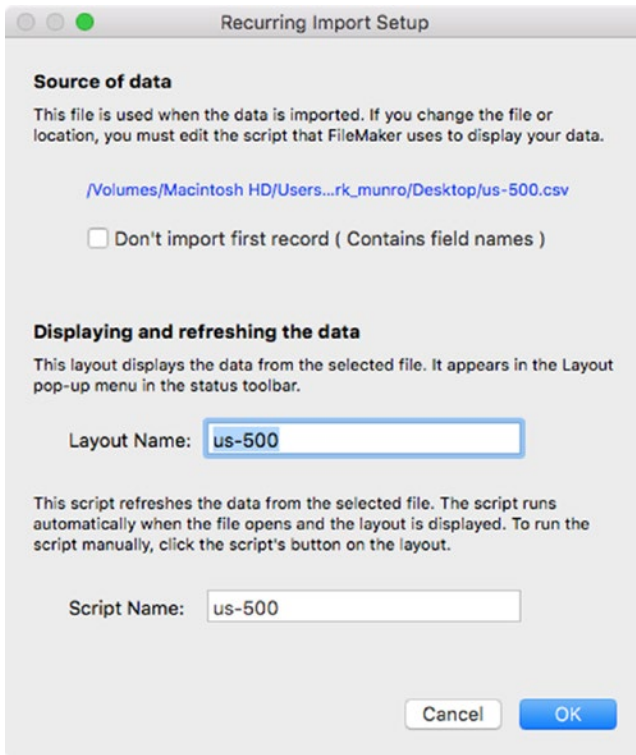 Recurring Import Setup
Source of data
This file is used when the data is imported. If you change the file or
location, you must edit the script that FileMaker uses to display your data.
/Volumes/Macintosh HD/Users...rk_munro/Desktop/us-500.csv
Don't import first record ( Contains field names )
Displaying and refreshing the data
This layout displays the data from the selected file. It appears in the Layout
pop-up menu in the status toolbar.
Layout Name: us-500
This script refreshes the data from the selected file. The script runs
automatically when the file opens and the layout is displayed. To run the
script manually, click the script's button on the layout.
Script Name: us-500
Cancel OK